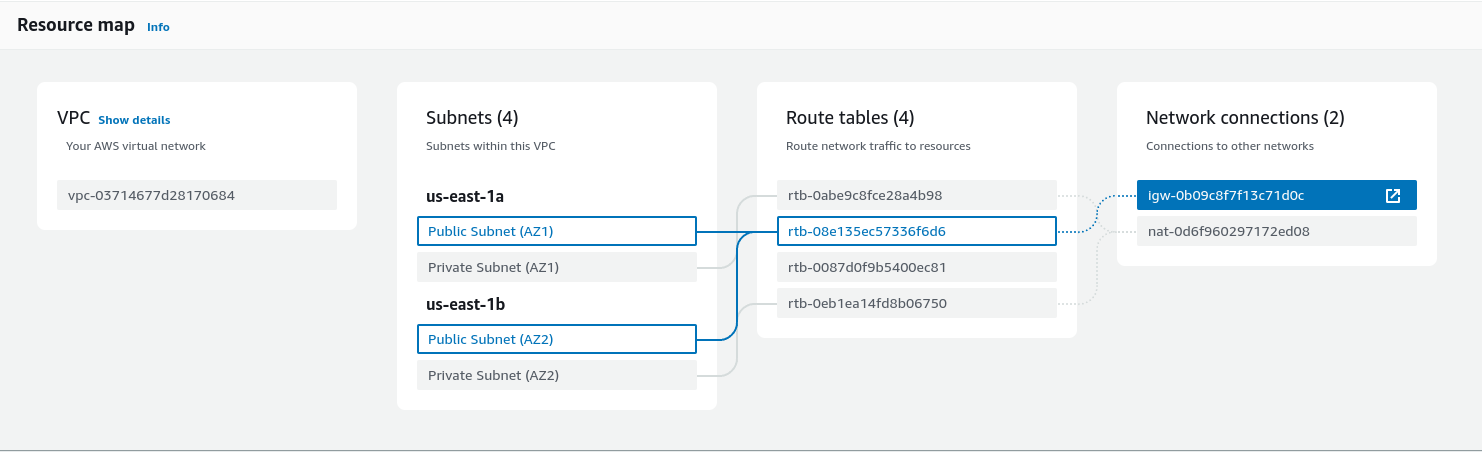 Resource map Info
VPC Show details
Your AWS virtual network
vpc-03714677d28170684
Subnets (4)
Subnets within this VPC
us-east-1a
Public Subnet (AZ1)
Private Subnet (AZ1)
us-east-1b
Public Subnet (AZ2)
Private Subnet (AZ2)
Route tables (4)
Route network traffic to resources
rtb-0abe9c8fce28a4b98
rtb-08e135ec57336f6d6
rtb-0087d0f9b5400ec81
rtb-0eb1ea14fd8b06750
Network connections (2)
Connections to other networks
igw-0b09c8f7f13c71d0c
nat-0d6f960297172ed08